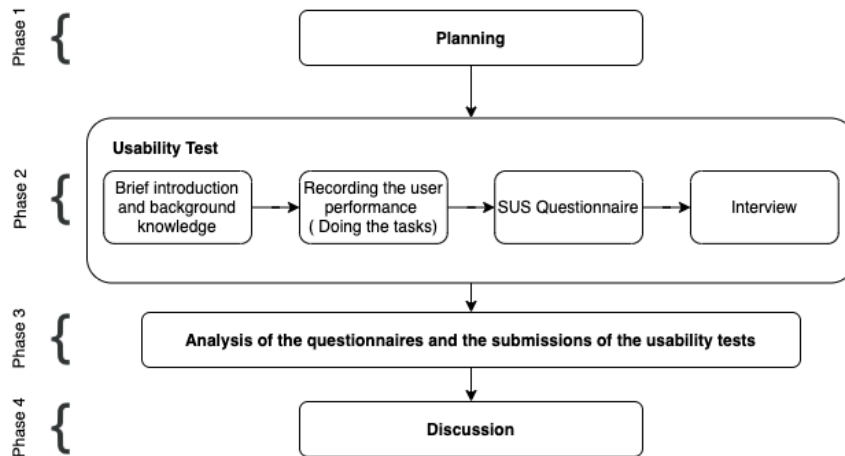 Phase 1
Planning
Phase 2
Usability Test
Brief introduction
and background
knowledge
Recording the user
performance
( Doing the tasks)
SUS Questionnaire
Interview
Phase 3
Analysis of the questionnaires and the submissions of the usability tests
Phase 4
Discussion